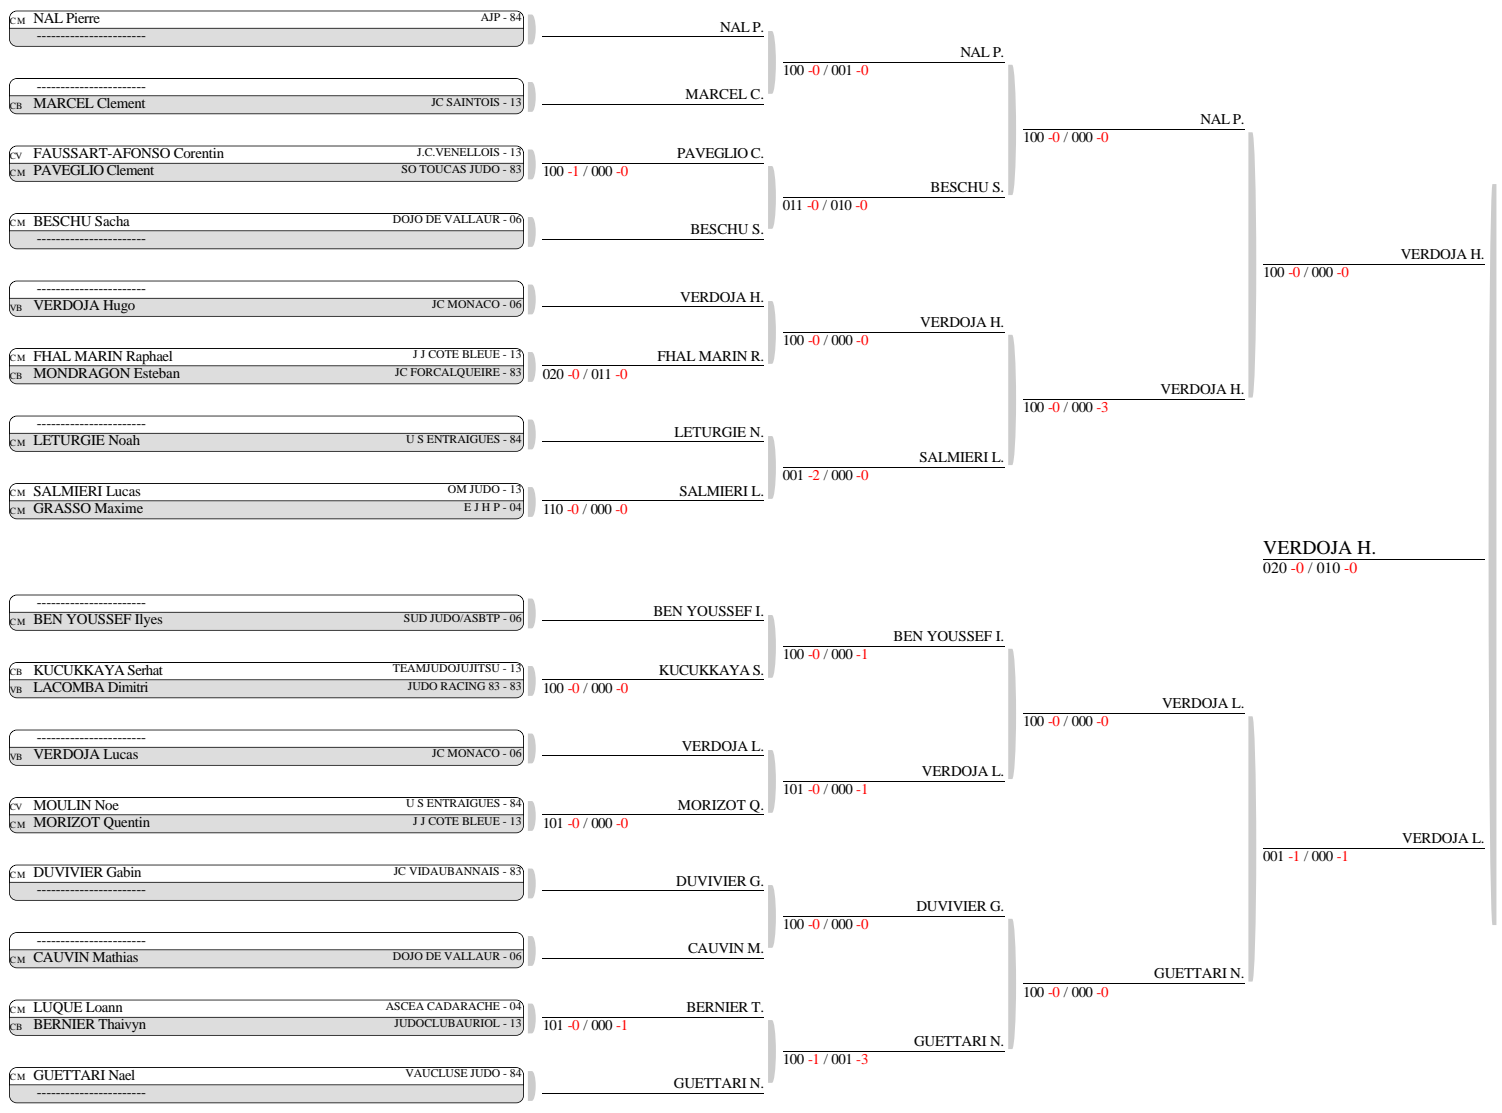 CM NAL Pierre AJP - 84
-----------------------
-----------------------
CB MARCEL Clement JC SAINTOIS - 13
CV FAUSSART-AFONSO Corentin J.C.VENELLOIS - 13
CM PAVEGLIO Clement SO TOUCAS JUDO - 83
CM BESCHU Sacha DOJO DE VALLAUR - 06
-----------------------
-----------------------
VB VERDOJA Hugo JC MONACO - 06
CM FHAL MARIN Raphael J J COTE BLEUE - 13
CB MONDRAGON Esteban JC FORCALQUEIRE - 83
-----------------------
CM LETURGIE Noah U S ENTRAIGUES - 84
CM SALMIERI Lucas OM JUDO - 13
CM GRASSO Maxime E J H P - 04
-----------------------
CM BEN YOUSSEF Ilyes SUD JUDO/ASBTP - 06
CB KUCUKKAYA Serhat TEAMJUDOJUJITSU - 13
VB LACOMBA Dimitri JUDO RACING 83 - 83
-----------------------
VB VERDOJA Lucas JC MONACO - 06
CV MOULIN Noe U S ENTRAIGUES - 84
CM MORIZOT Quentin J J COTE BLEUE - 13
CM DUVIVIER Gabin JC VIDAUBANNAIS - 83
-----------------------
-----------------------
CM CAUVIN Mathias DOJO DE VALLAUR - 06
CM LUQUE Loann ASCEA CADARACHE - 04
CB BERNIER Thaivyn JUDOCLUBAURIOL - 13
CM GUETTARI Nael VAUCLUSE JUDO - 84
-----------------------
NAL P.
MARCEL C.
PAVEGLIO C.
100 -1 / 000 -0
BESCHU S.
VERDOJA H.
FHAL MARIN R.
020 -0 / 011 -0
LETURGIE N.
SALMIERI L.
110 -0 / 000 -0
BEN YOUSSEF I.
KUCUKKAYA S.
100 -0 / 000 -0
VERDOJA L.
MORIZOT Q.
101 -0 / 000 -0
DUVIVIER G.
CAUVIN M.
BERNIER T.
101 -0 / 000 -1
GUETTARI N.
NAL P.
100 -0 / 001 -0
BESCHU S.
011 -0 / 010 -0
VERDOJA H.
100 -0 / 000 -0
SALMIERI L.
001 -2 / 000 -0
BEN YOUSSEF I.
100 -0 / 000 -1
VERDOJA L.
101 -0 / 000 -1
DUVIVIER G.
100 -0 / 000 -0
GUETTARI N.
100 -1 / 001 -3
NAL P.
100 -0 / 000 -0
VERDOJA H.
100 -0 / 000 -3
VERDOJA L.
100 -0 / 000 -0
GUETTARI N.
100 -0 / 000 -0
VERDOJA H.
100 -0 / 000 -0
VERDOJA H.
020 -0 / 010 -0
VERDOJA L.
001 -1 / 000 -1